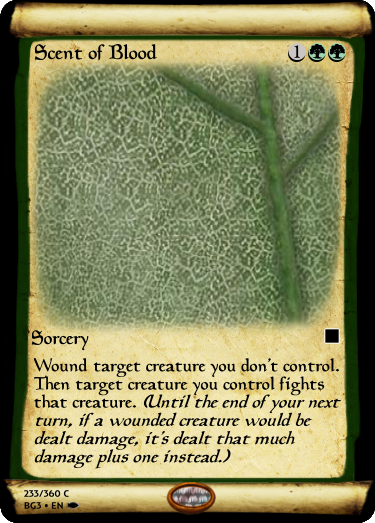 Scent of Blood 1
Sorcery
Wound target creature you don't control.
Then target creature you control fights
that creature. (Until the end of your next
turn, if a wounded creature would be
dealt damage, it's dealt that much
damage plus one instead.)
233/360 C
BG3 • EN